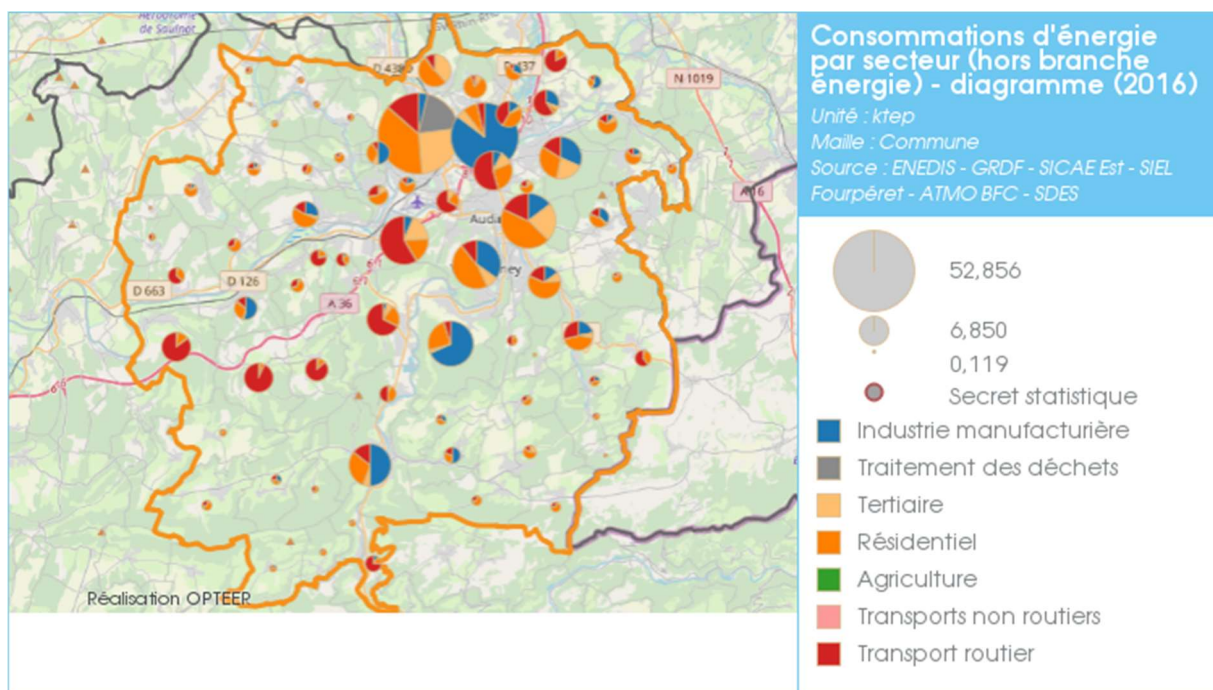 Aérodrome
de Saulnot
D 438
D 437
N 1019
A 16
D 663
D 126
A 36
Réalisation OPTEER
Consommations d'énergie
par secteur (hors branche
énergie) - diagramme (2016)
Unité : ktep
Maille : Commune
Source : ENEDIS - GRDF - SICAE Est - SIEL
Fourpéret - ATMO BFC - SDES
52,856
6,850
0,119
Secret statistique
Industrie manufacturière
Traitement des déchets
Tertiaire
Résidentiel
Agriculture
Transports non routiers
Transport routier